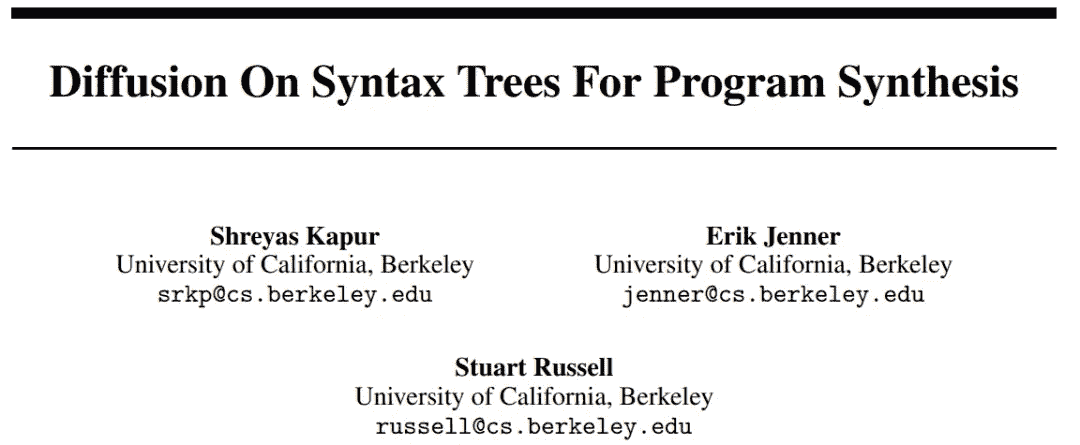 Diffusion On Syntax Trees For Program Synthesis
Shreyas Kapur
University of California, Berkeley
srkp@cs.berkeley.edu
Erik Jenner
University of California, Berkeley
jenner@cs.berkeley.edu
Stuart Russell
University of California, Berkeley
russell@cs.berkeley.edu